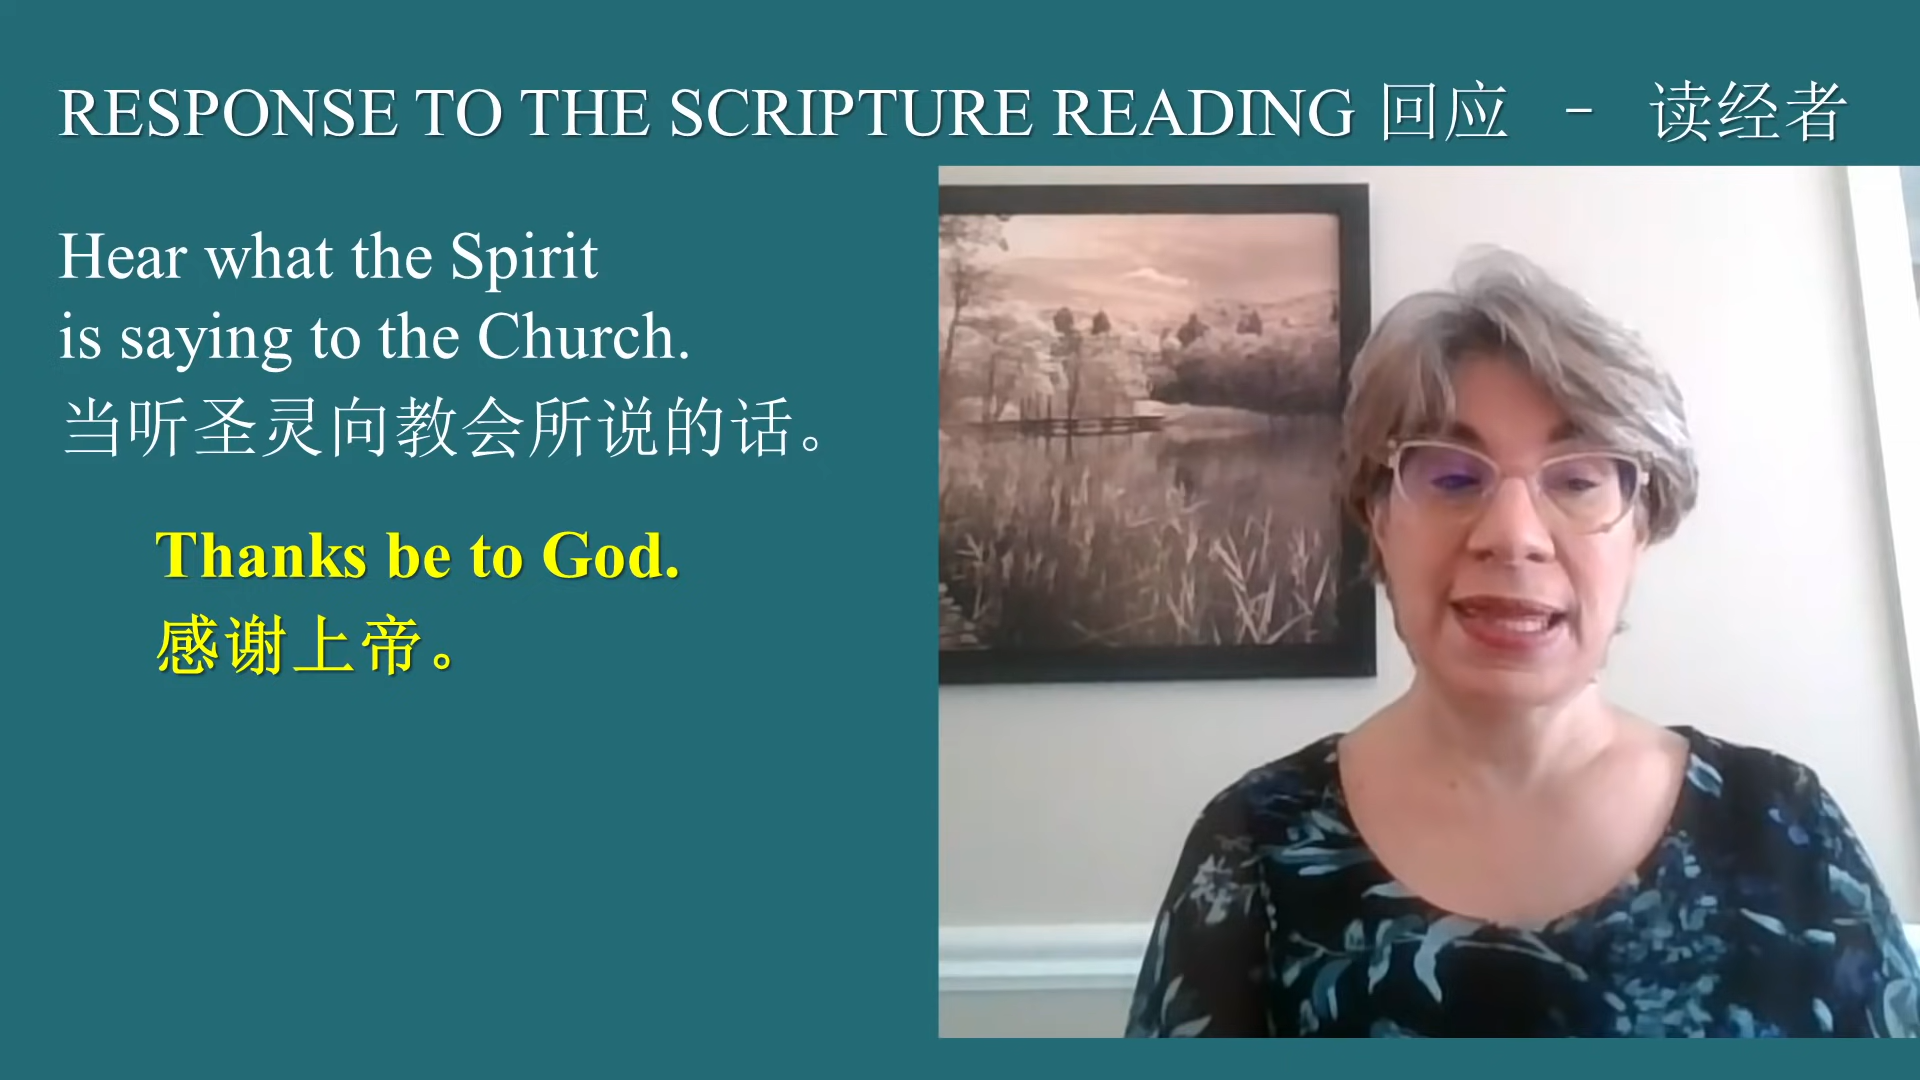 RESPONSE TO THE SCRIPTURE READING 回应 - 读经者
Hear what the Spirit
is saying to the Church.
当听圣灵向教会所说的话。
Thanks be to God.
感谢上帝。